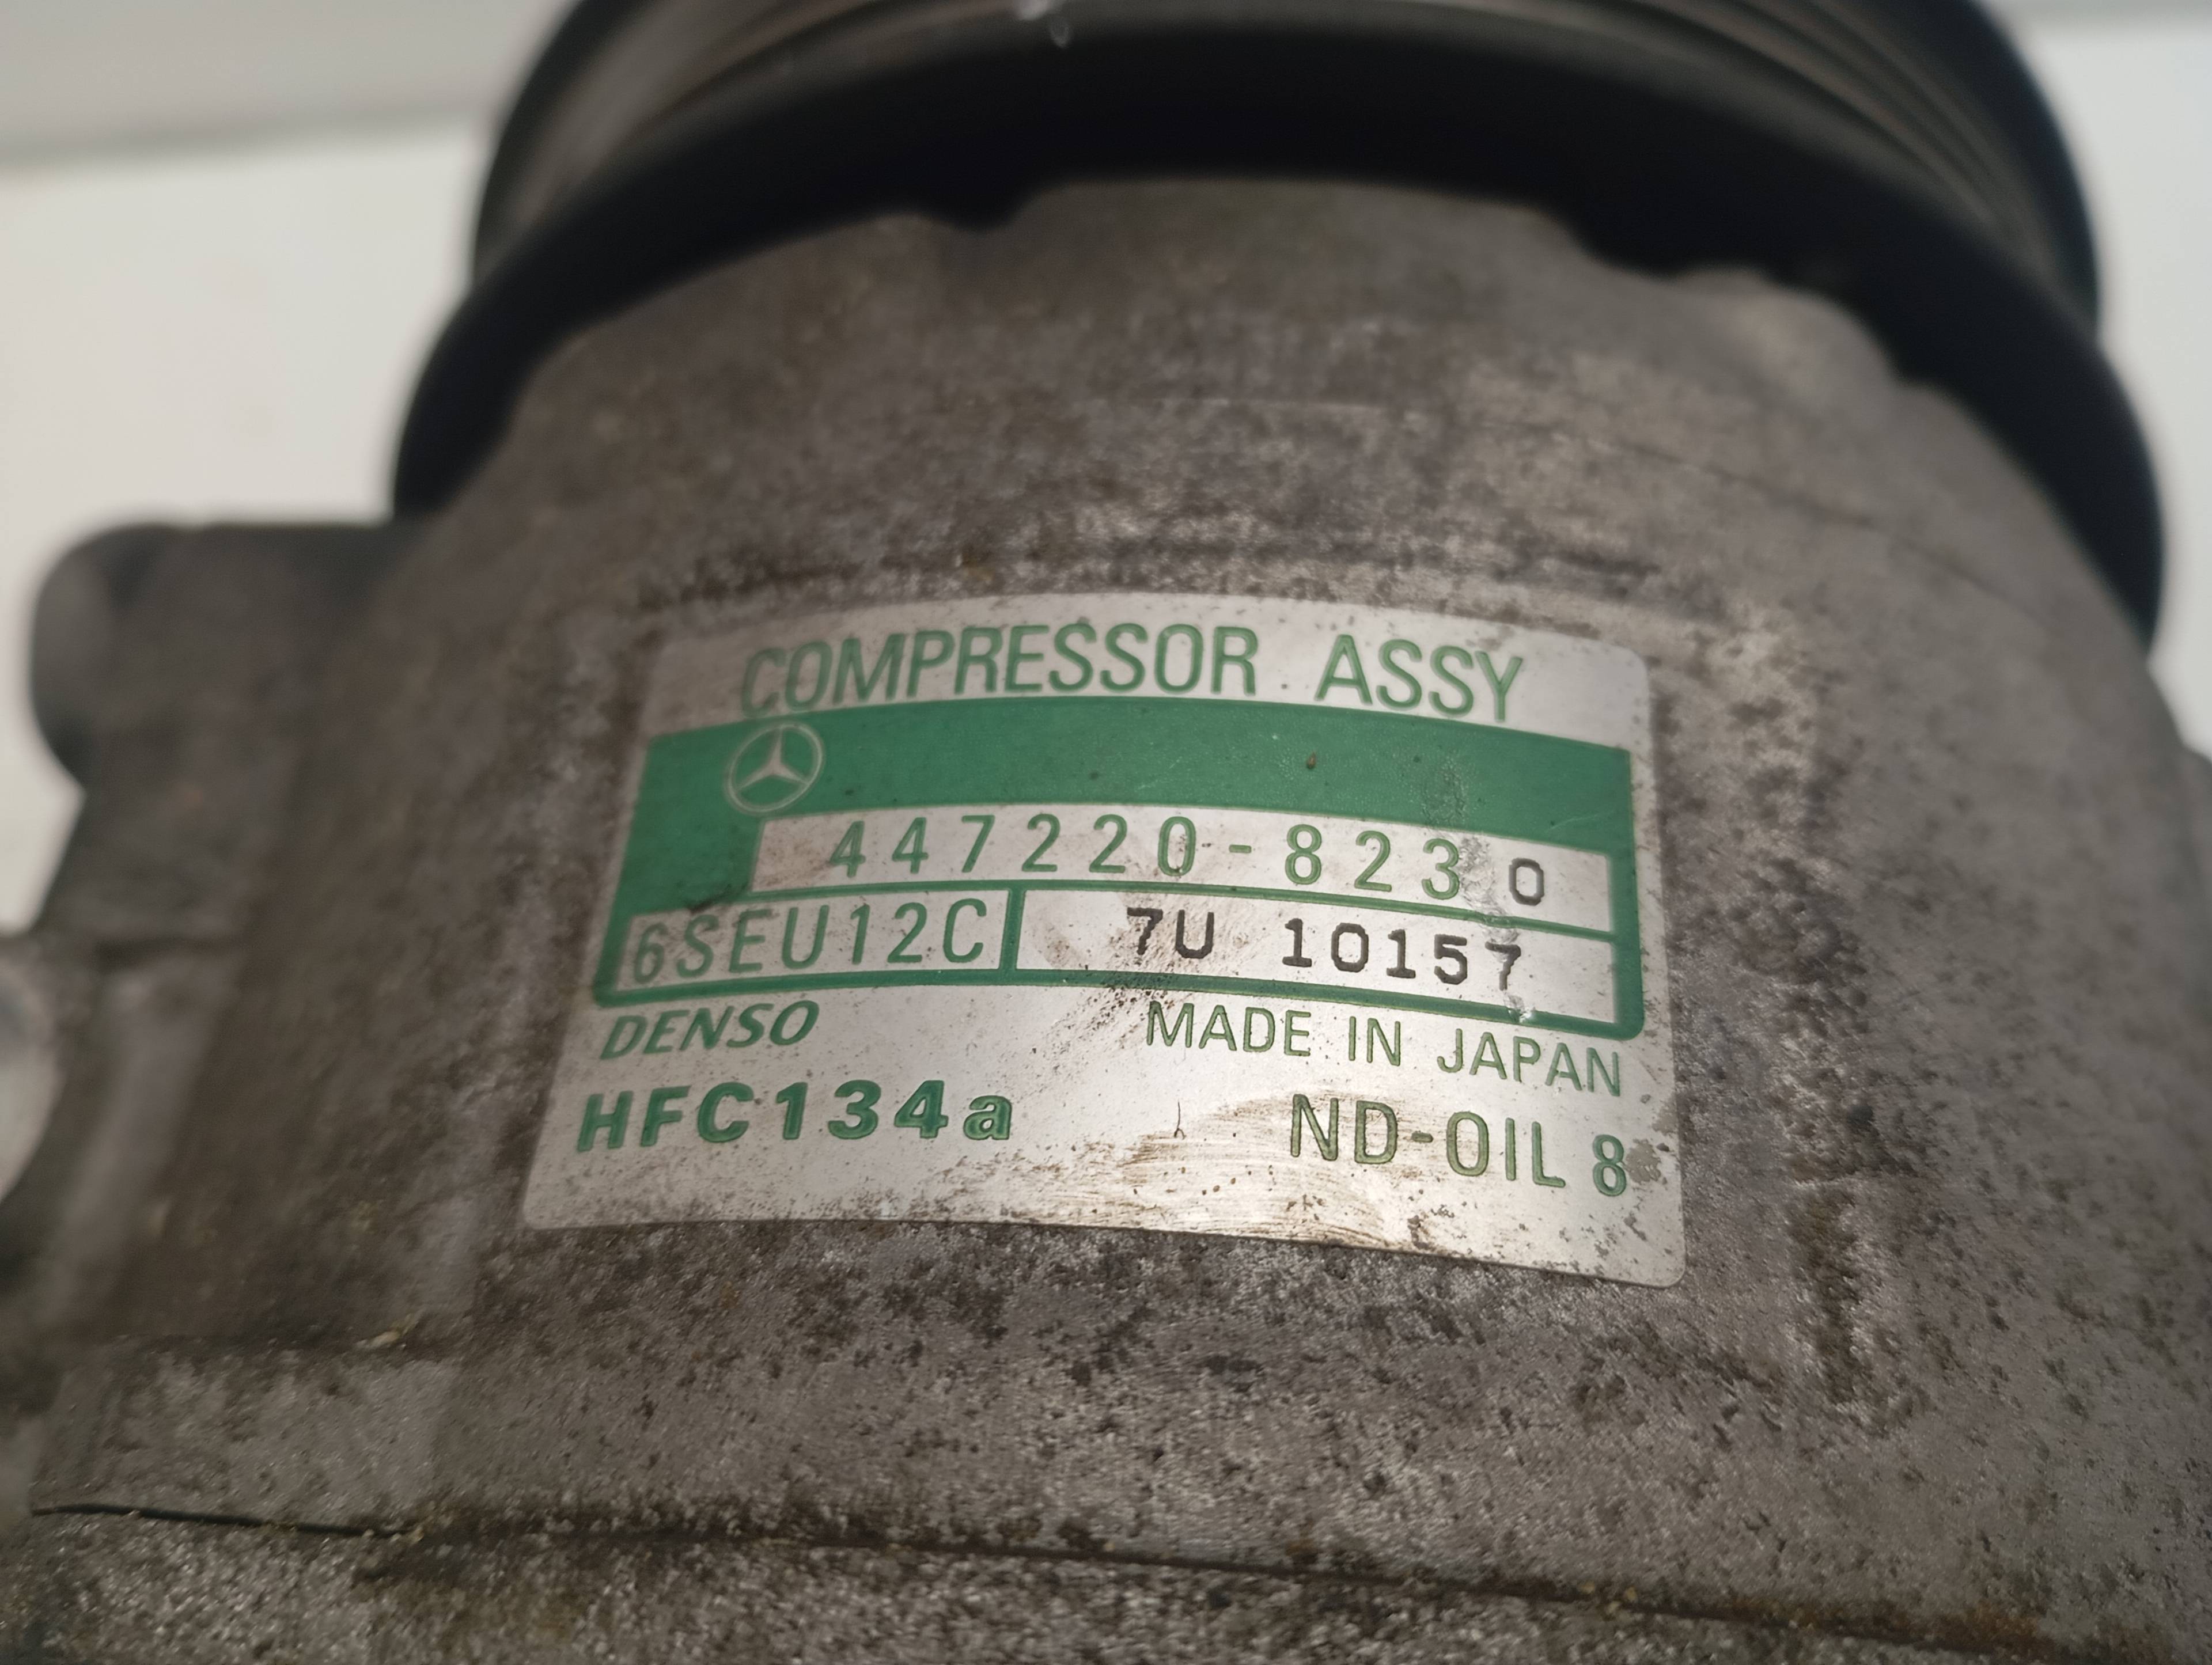 COMPRESSOR ASSY
447220-8230
6SEU12C 7U 10157
DENSO MADE IN JAPAN
HFC134a ND-OIL 8